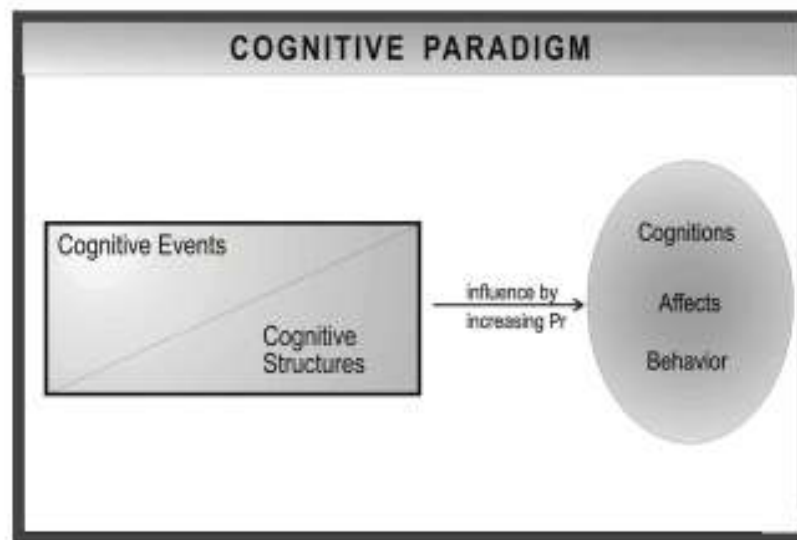 COGNITIVE PARADIGM
Cognitive Events
Cognitive
Structures
influence by
increasing Pr
Cognitions
Affects
Behavior